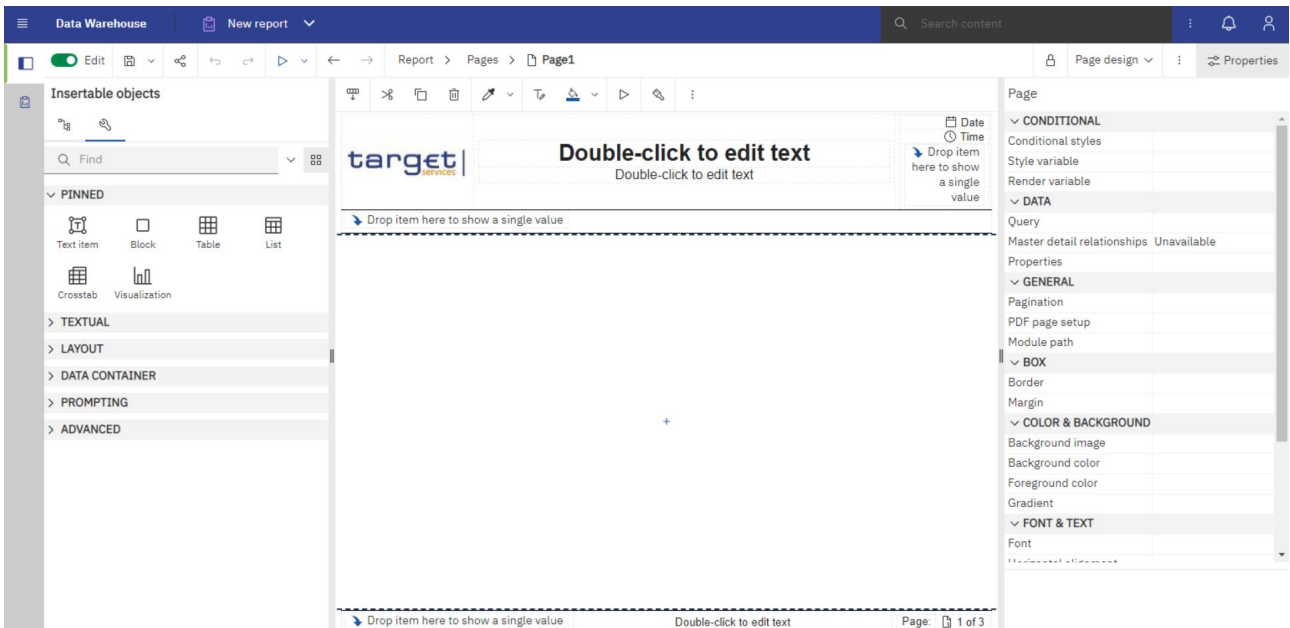 Data Warehouse
New report
Search content
Edit
Report > Pages > Page1
Page design
Properties
Insertable objects
Find
PINNED
Text item
Block
Table
List
Crosstab
Visualization
TEXTUAL
LAYOUT
DATA CONTAINER
PROMPTING
ADVANCED
target
services
Double-click to edit text
Double-click to edit text
Date
Time
Drop item
here to show
a single
value
Drop item here to show a single value
Drop item here to show a single value
Double-click to edit text
Page: 1 of 3
Page
CONDITIONAL
Conditional styles
Style variable
Render variable
DATA
Query
Master detail relationships Unavailable
Properties
GENERAL
Pagination
PDF page setup
Module path
BOX
Border
Margin
COLOR & BACKGROUND
Background image
Background color
Foreground color
Gradient
FONT & TEXT
Font
Horizontal alignment